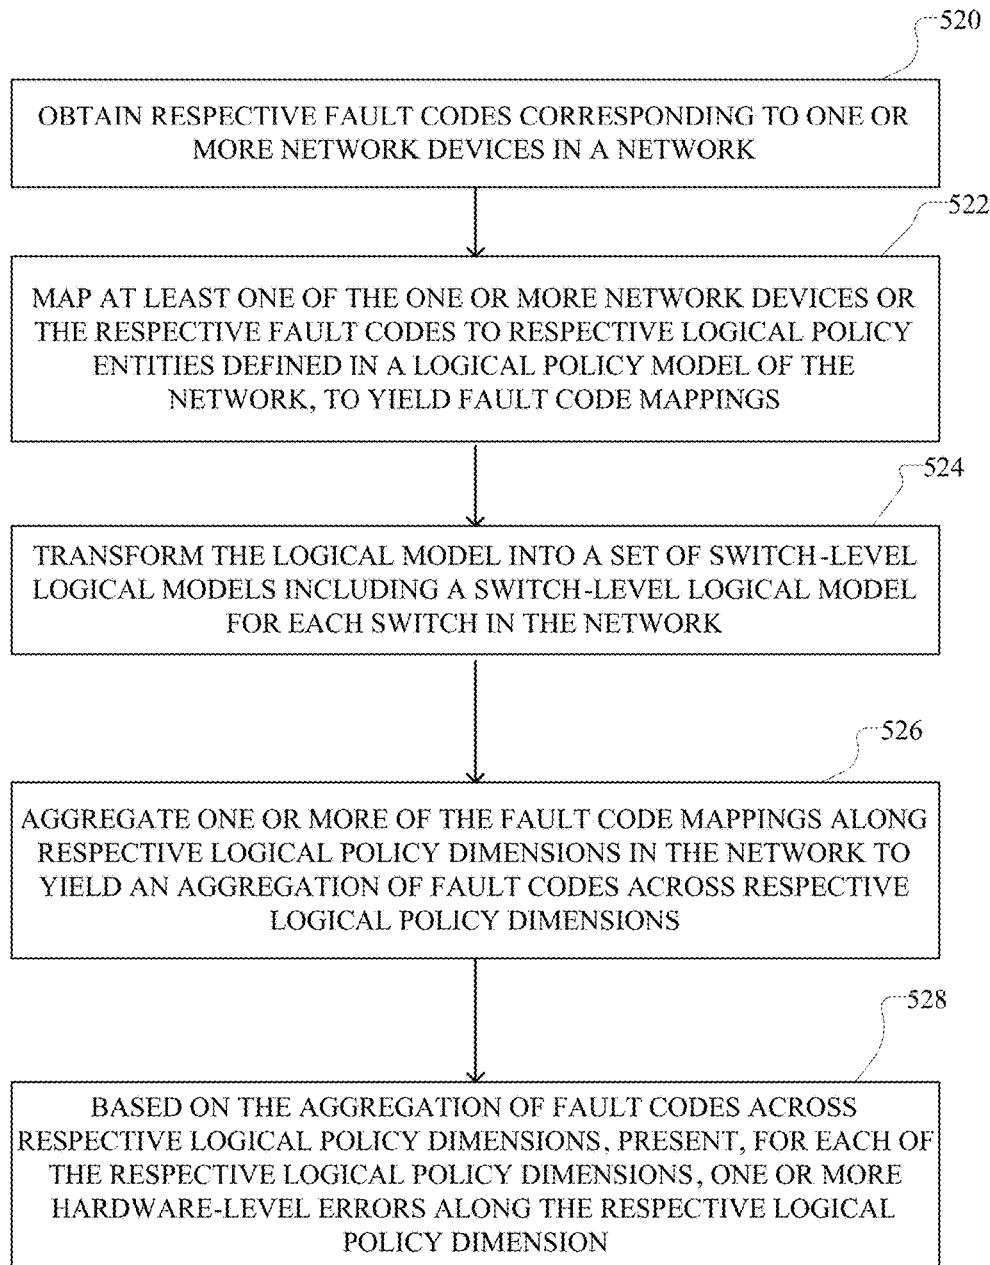 520
OBTAIN RESPECTIVE FAULT CODES CORRESPONDING TO ONE OR
MORE NETWORK DEVICES IN A NETWORK
522
MAP AT LEAST ONE OF THE ONE OR MORE NETWORK DEVICES OR
THE RESPECTIVE FAULT CODES TO RESPECTIVE LOGICAL POLICY
ENTITIES DEFINED IN A LOGICAL POLICY MODEL OF THE
NETWORK, TO YIELD FAULT CODE MAPPINGS
524
TRANSFORM THE LOGICAL MODEL INTO A SET OF SWITCH-LEVEL
LOGICAL MODELS INCLUDING A SWITCH-LEVEL LOGICAL MODEL
FOR EACH SWITCH IN THE NETWORK
526
AGGREGATE ONE OR MORE OF THE FAULT CODE MAPPINGS ALONG
RESPECTIVE LOGICAL POLICY DIMENSIONS IN THE NETWORK TO
YIELD AN AGGREGATION OF FAULT CODES ACROSS RESPECTIVE
LOGICAL POLICY DIMENSIONS
528
BASED ON THE AGGREGATION OF FAULT CODES ACROSS
RESPECTIVE LOGICAL POLICY DIMENSIONS, PRESENT, FOR EACH OF
THE RESPECTIVE LOGICAL POLICY DIMENSIONS, ONE OR MORE
HARDWARE-LEVEL ERRORS ALONG THE RESPECTIVE LOGICAL
POLICY DIMENSION